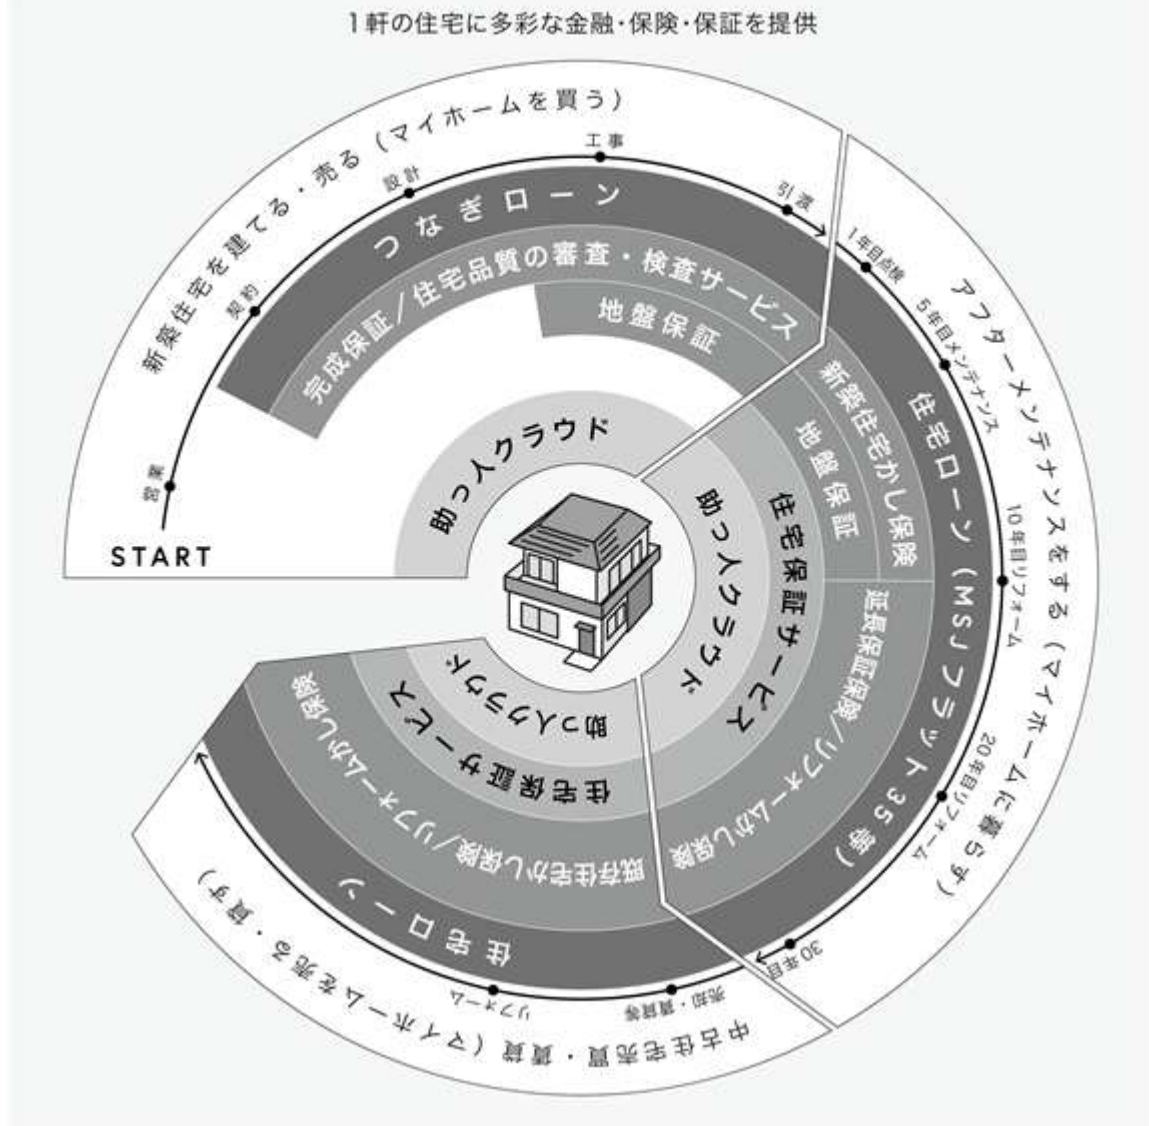 1軒の住宅に多彩な金融・保険・保証を提供
新築住宅を建てる・売る（マイホームを買う）
START
営業
契約
設計
工事
引渡
つなぎローン
完成保証／住宅品質の審査・検査サービス
地盤保証
助っ人クラウド
アフターメンテナンスをする（マイホームに暮らす）
1年目点検
5年目メンテナンス
10年目リフォーム
20年目リフォーム
30年目
住宅ローン（MSJフラット35等）
新築住宅かし保険
地盤保証
延長保証保険／リフォームかし保険
住宅保証サービス
助っ人クラウド
中古住宅売買・賃貸（マイホームを売る・貸す）
売却・賃貸等
リフォーム
住宅ローン
既存住宅かし保険／リフォームかし保険
住宅保証サービス
助っ人クラウド